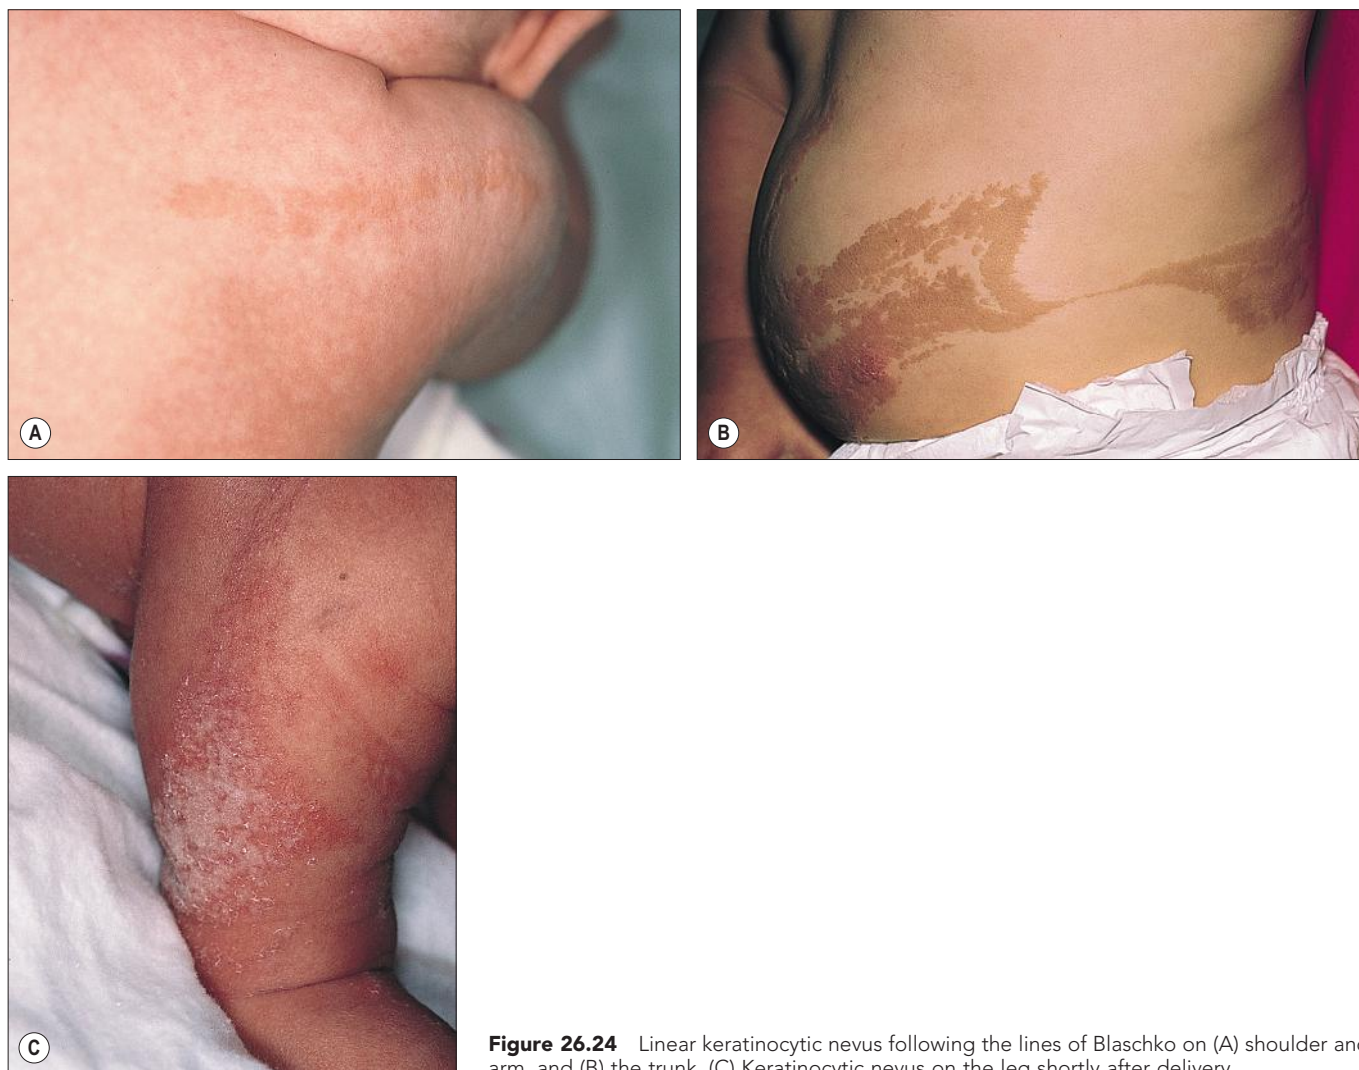 A
B
C
Figure 26.24 Linear keratinocytic nevus following the lines of Blaschko on (A) shoulder and
arm, and (B) the trunk. (C) Keratinocytic nevus on the leg shortly after delivery.